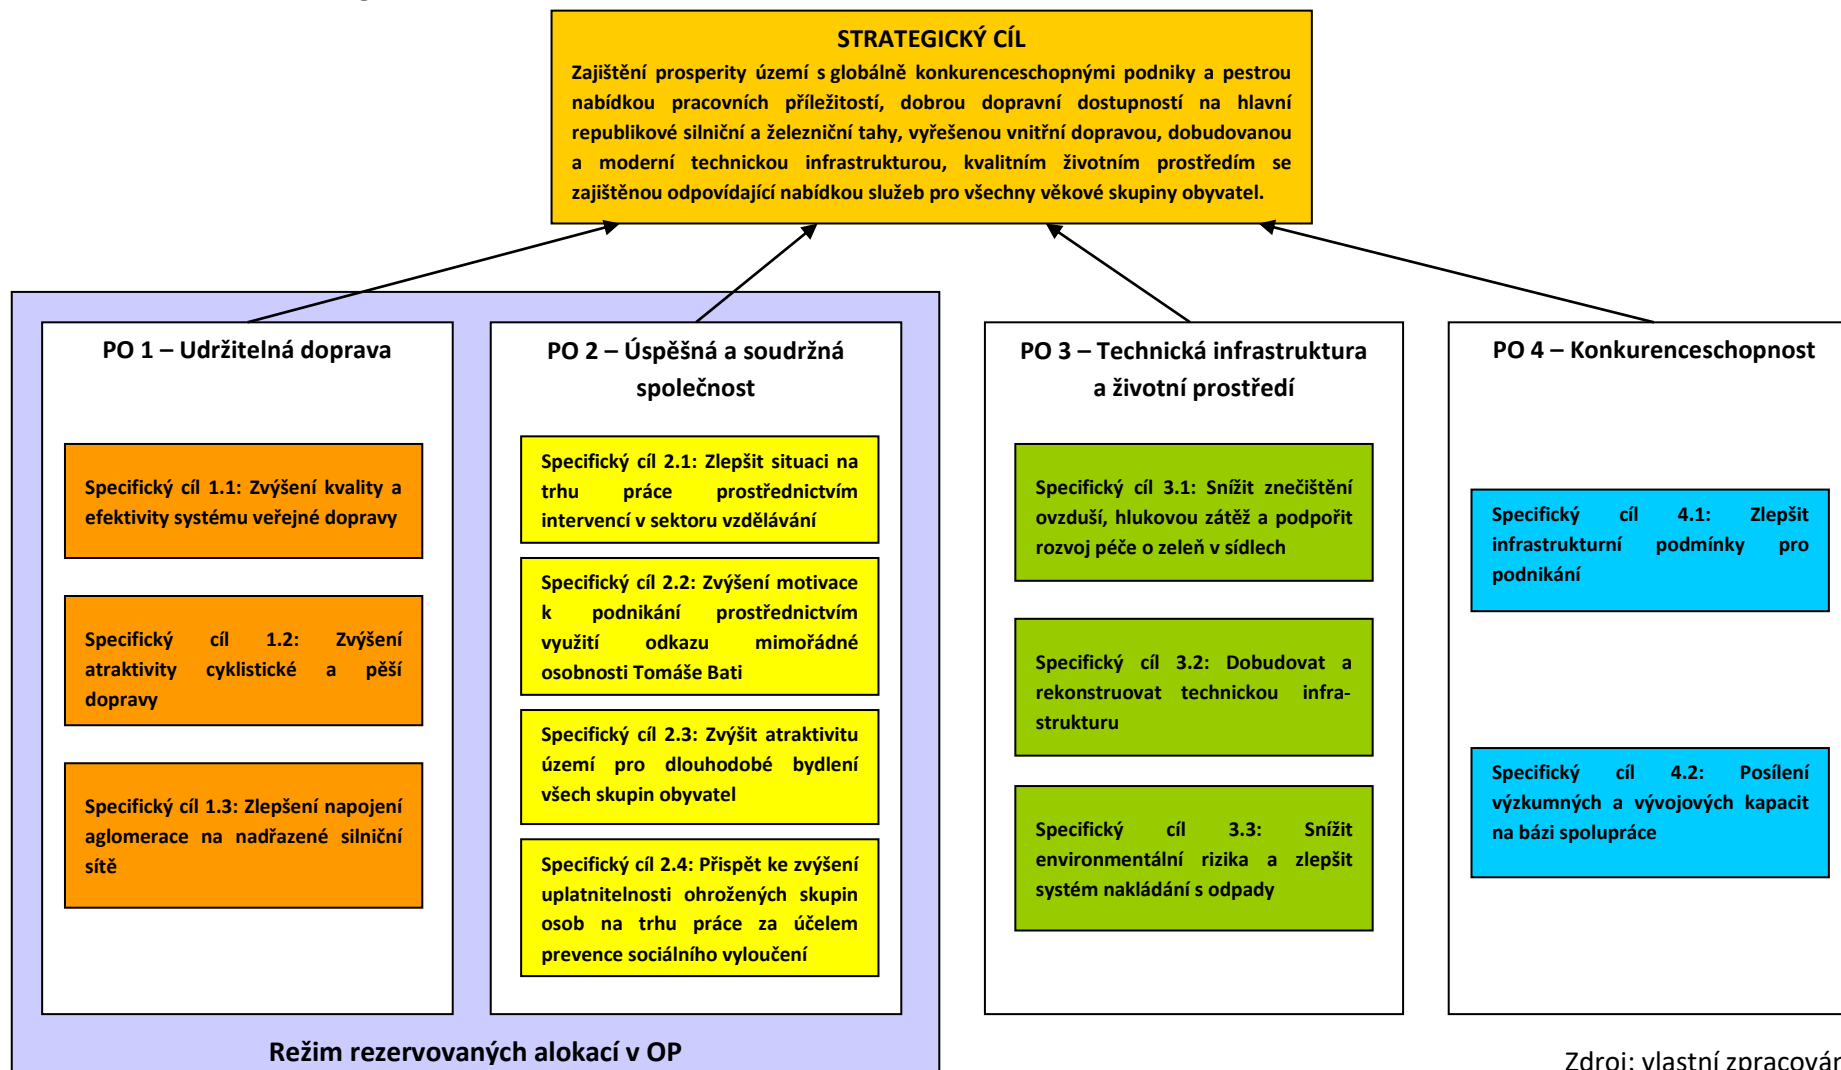 STRATEGICKÝ CÍL
Zajištění prosperity území s globálně konkurenceschopnými podniky a pestrou
nabídkou pracovních příležitostí, dobrou dopravní dostupností na hlavní
republikové silniční a železniční tahy, vyřešenou vnitřní dopravou, dobudovanou
a moderní technickou infrastrukturou, kvalitním životním prostředím se
zajištěnou odpovídající nabídkou služeb pro všechny věkové skupiny obyvatel.
PO 1 – Udržitelná doprava
Specifický cíl 1.1: Zvýšení kvality a
efektivity systému veřejné dopravy
Specifický cíl 1.2: Zvýšení
atraktivity cyklistické a pěší
dopravy
Specifický cíl 1.3: Zlepšení napojení
aglomerace na nadřazené silniční
sítě
PO 2 – Úspěšná a soudržná
společnost
Specifický cíl 2.1: Zlepšit situaci na
trhu práce prostřednictvím
intervencí v sektoru vzdělávání
Specifický cíl 2.2: Zvýšení motivace
k podnikání prostřednictvím
využití odkazu mimořádné
osobnosti Tomáše Bati
Specifický cíl 2.3: Zvýšit atraktivitu
území pro dlouhodobé bydlení
všech skupin obyvatel
Specifický cíl 2.4: Přispět ke zvýšení
uplatnitelnosti ohrožených skupin
osob na trhu práce za účelem
prevence sociálního vyloučení
Režim rezervovaných alokací v OP
PO 3 – Technická infrastruktura
a životní prostředí
Specifický cíl 3.1: Snížit znečištění
ovzduší, hlukovou zátěž a podpořit
rozvoj péče o zeleň v sídlech
Specifický cíl 3.2: Dobudovat a
rekonstruovat technickou infra-
strukturu
Specifický cíl 3.3: Snížit
environmentální rizika a zlepšit
systém nakládání s odpady
PO 4 – Konkurenceschopnost
Specifický cíl 4.1: Zlepšit
infrastrukturní podmínky pro
podnikání
Specifický cíl 4.2: Posílení
výzkumných a vývojových kapacit
na bázi spolupráce
Zdroj: vlastní zpracován